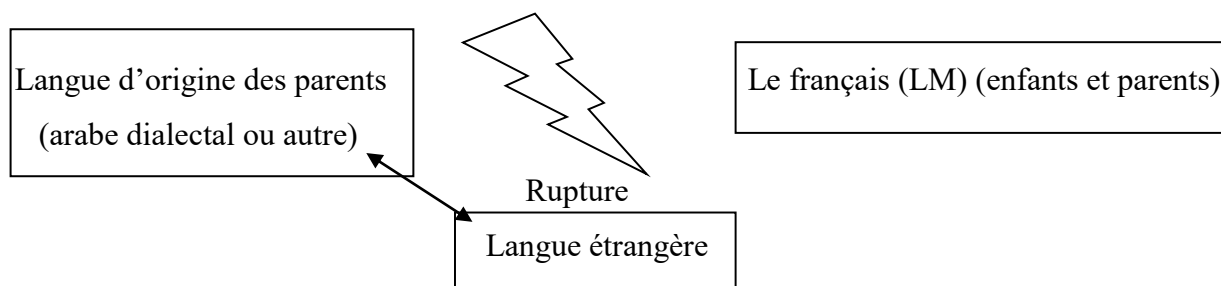 Langue d’origine des parents
(arabe dialectal ou autre)
Le français (LM) (enfants et parents)
Rupture
Langue étrangère